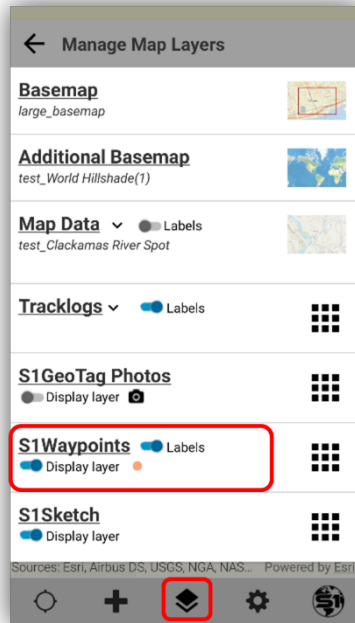 Manage Map Layers
Basemap
large_basemap
Additional Basemap
test_World Hillshade(1)
Map Data Labels
test_Clackamas River Spot
Tracklogs Labels
S1GeoTag Photos
Display layer
S1Waypoints Labels
Display layer
S1Sketch
Display layer
Sources: Esri, Airbus DS, USGS, NGA, NAS... Powered by Esri
S1